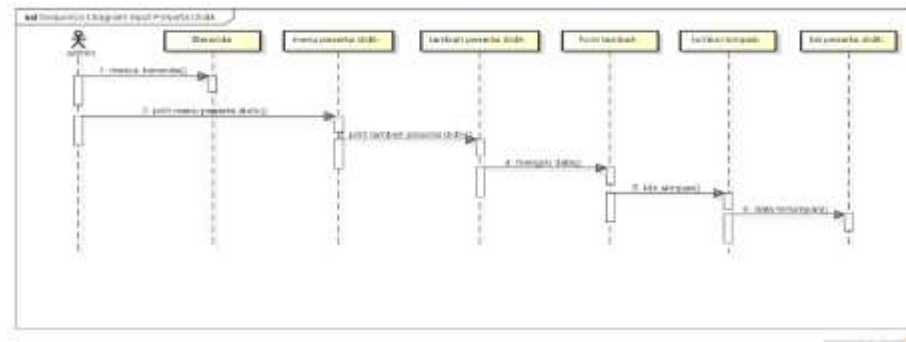 sd Sequence Diagram Input Peserta Didik
admin
Beranda
menu peserta didik
tambah peserta didik
form tambah
tombol simpan
list peserta didik
1: masuk beranda()
2: pilih menu peserta didik()
3: pilih tambah peserta didik()
4: mengisi data()
5: klik simpan()
6: data tersimpan()